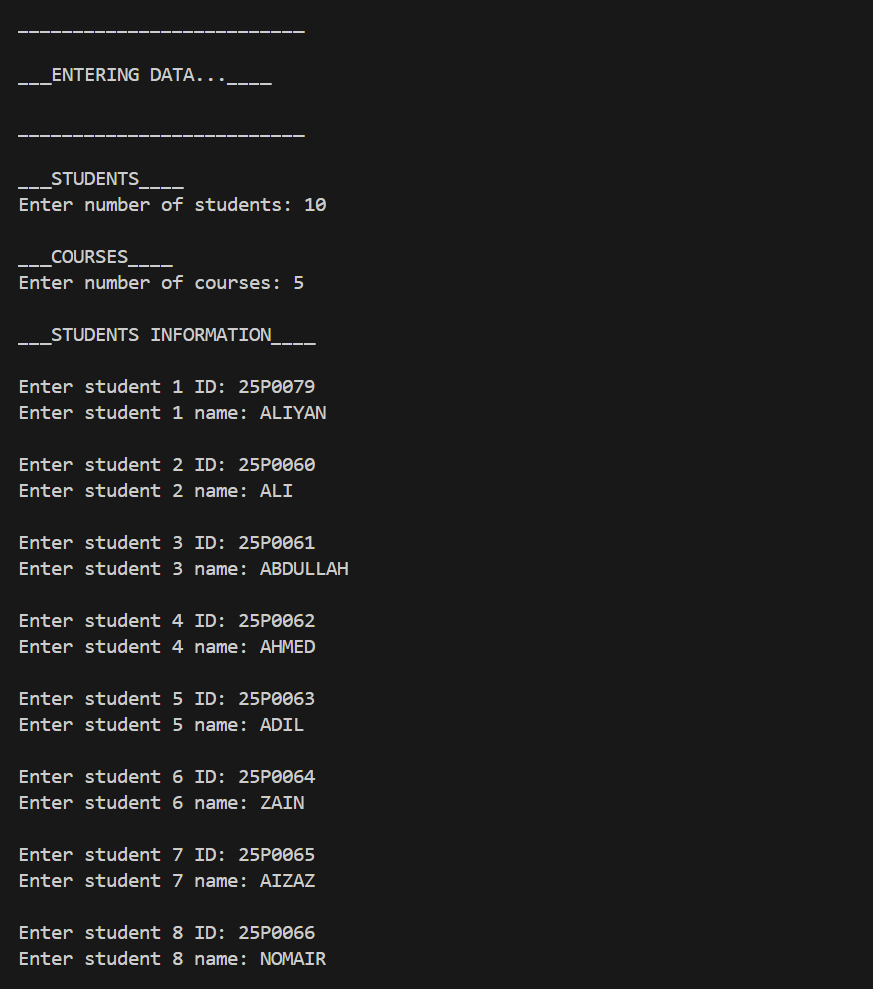 __________________________
___ENTERING DATA...____
__________________________
___STUDENTS____
Enter number of students: 10
___COURSES____
Enter number of courses: 5
___STUDENTS INFORMATION____
Enter student 1 ID: 25P0079
Enter student 1 name: ALIYAN
Enter student 2 ID: 25P0060
Enter student 2 name: ALI
Enter student 3 ID: 25P0061
Enter student 3 name: ABDULLAH
Enter student 4 ID: 25P0062
Enter student 4 name: AHMED
Enter student 5 ID: 25P0063
Enter student 5 name: ADIL
Enter student 6 ID: 25P0064
Enter student 6 name: ZAIN
Enter student 7 ID: 25P0065
Enter student 7 name: AIZAZ
Enter student 8 ID: 25P0066
Enter student 8 name: NOMAIR